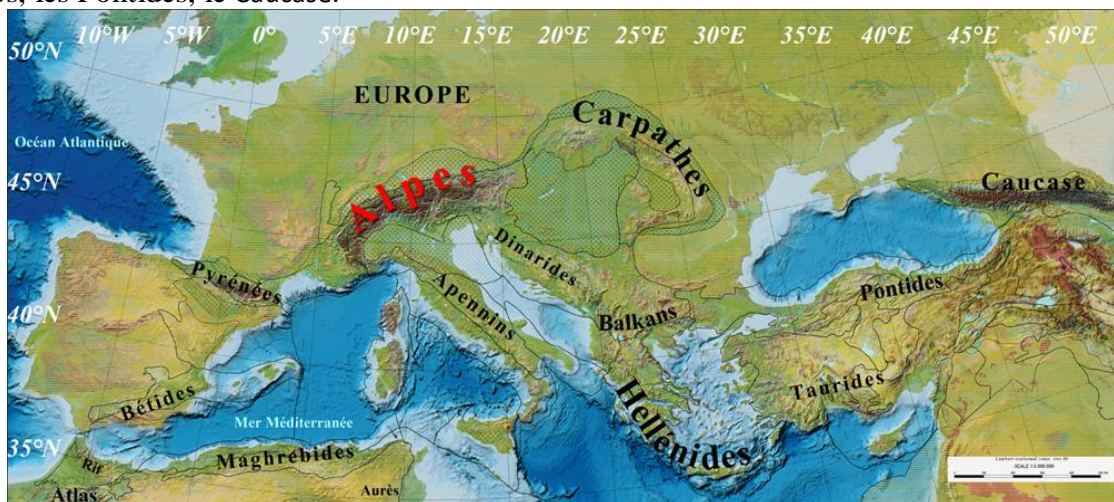 es, les Pontides, le Caucase.
10°W 5°W 0° 5°E 10°E 15°E 20°E 25°E 30°E 35°E 40°E 45°E 50°E
50°N
EUROPE
Carpathes
Océan Atlantique
45°N
Alpes
Caucase
Dinarides
Pyrénées
Apennins
Pontides
40°N
Balkans
Bétides
Taurides
Mer Méditerranée
Hellénides
35°N
Maghrébides
Rif
Atlas
Aurès